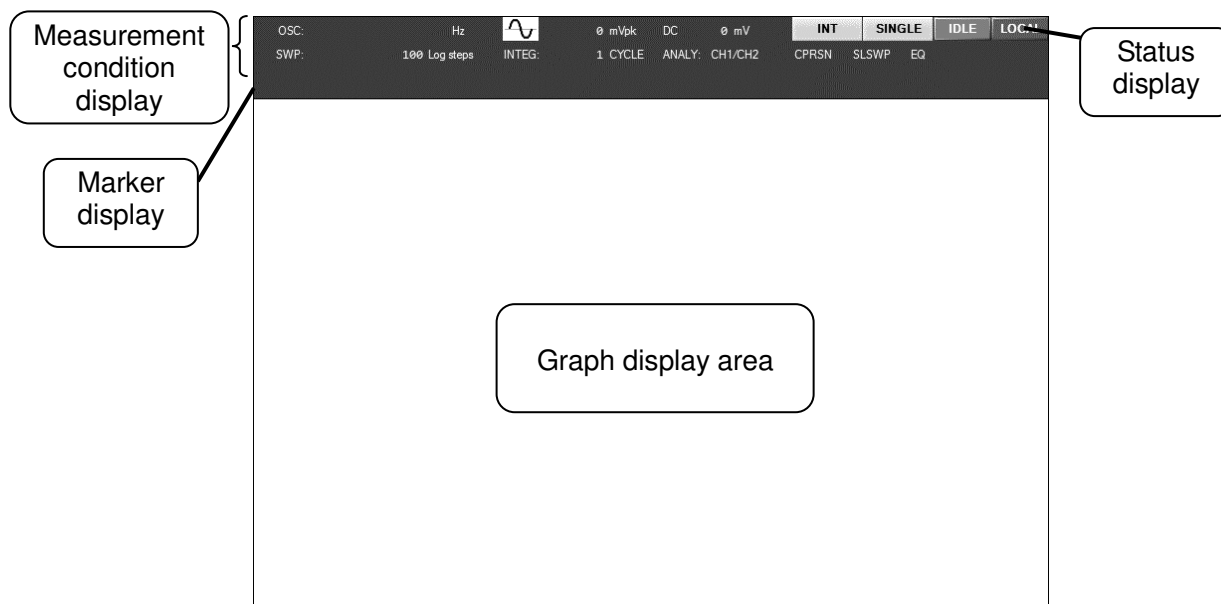 Measurement
condition
display
Marker
display
OSC: Hz 0 mVpk DC 0 mV INT SINGLE IDLE LOCAL
SWP: 100 Log steps INTEG: 1 CYCLE ANALY: CH1/CH2 CPRSN SLSWP EQ
Status
display
Graph display area